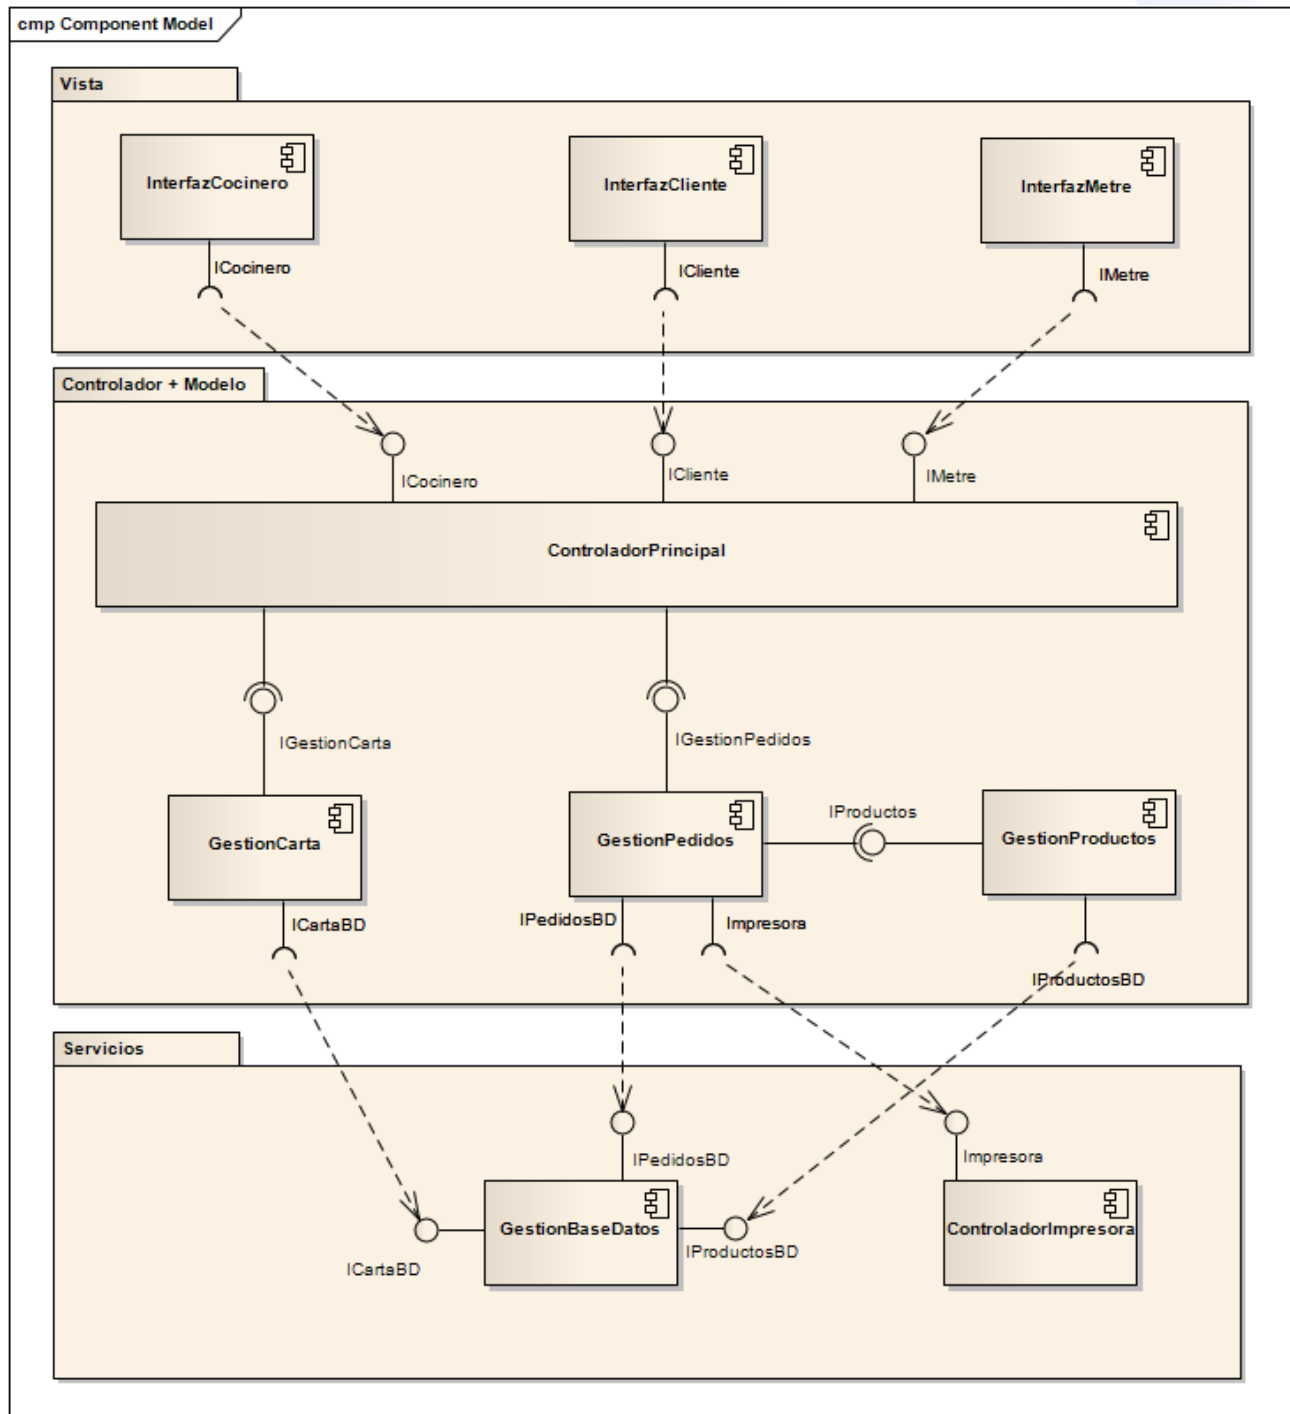 cmp Component Model
Vista
InterfazCocinero
InterfazCliente
InterfazMetre
ICocinero
ICliente
IMetre
Controlador + Modelo
ICocinero
ICliente
IMetre
ControladorPrincipal
IGestionCarta
IGestionPedidos
GestionCarta
GestionPedidos
IProductos
GestionProductos
ICartaBD
IPedidosBD
Impresora
IProductosBD
Servicios
IPedidosBD
Impresora
GestionBaseDatos
ControladorImpresora
ICartaBD
IProductosBD